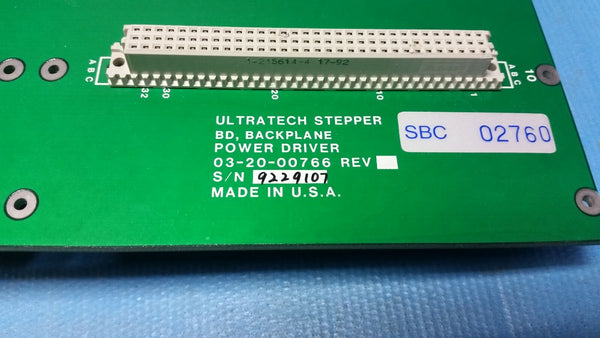 1-215614-4 17-92
A B C
A B C
32
30
20
10
1
10
ULTRATECH STEPPER
BD, BACKPLANE
POWER DRIVER
03-20-00766 REV
S/N 9229107
MADE IN U.S.A.
SBC 02760